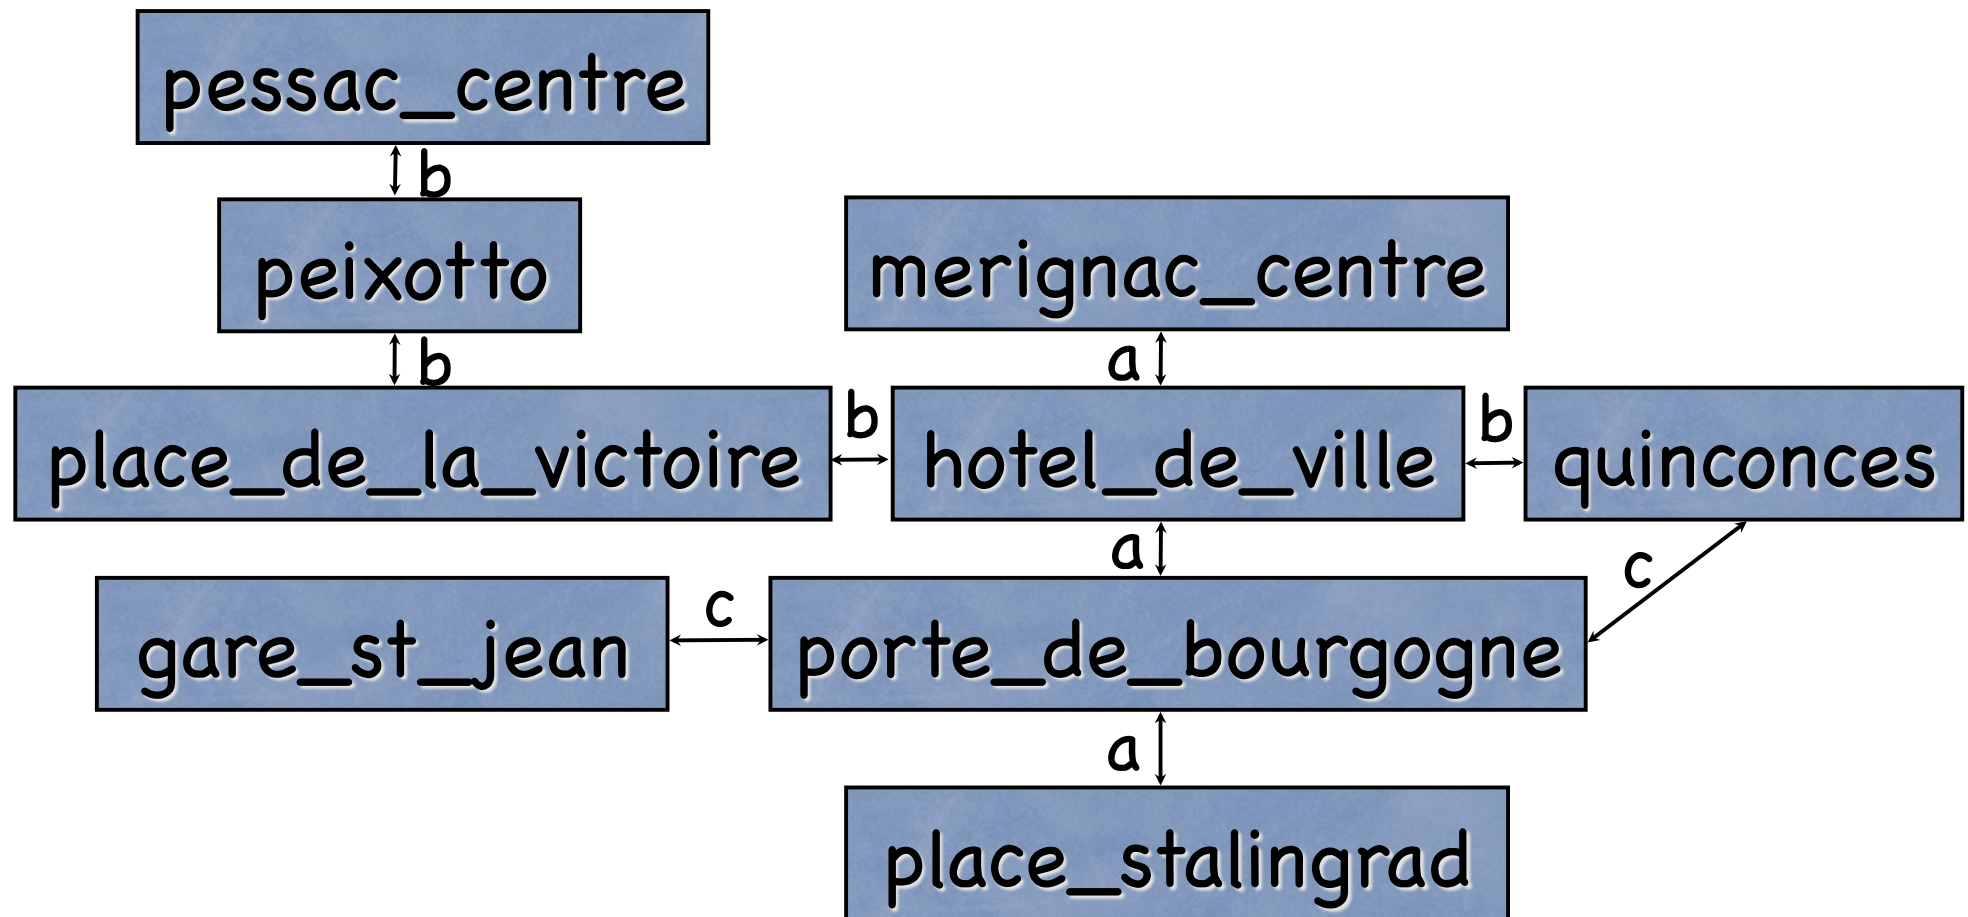 pessac_centre
b
peixotto
merignac_centre
b
a
place_de_la_victoire
b
hotel_de_ville
b
quinconces
a
c
gare_st_jean
c
porte_de_bourgogne
a
place_stalingrad